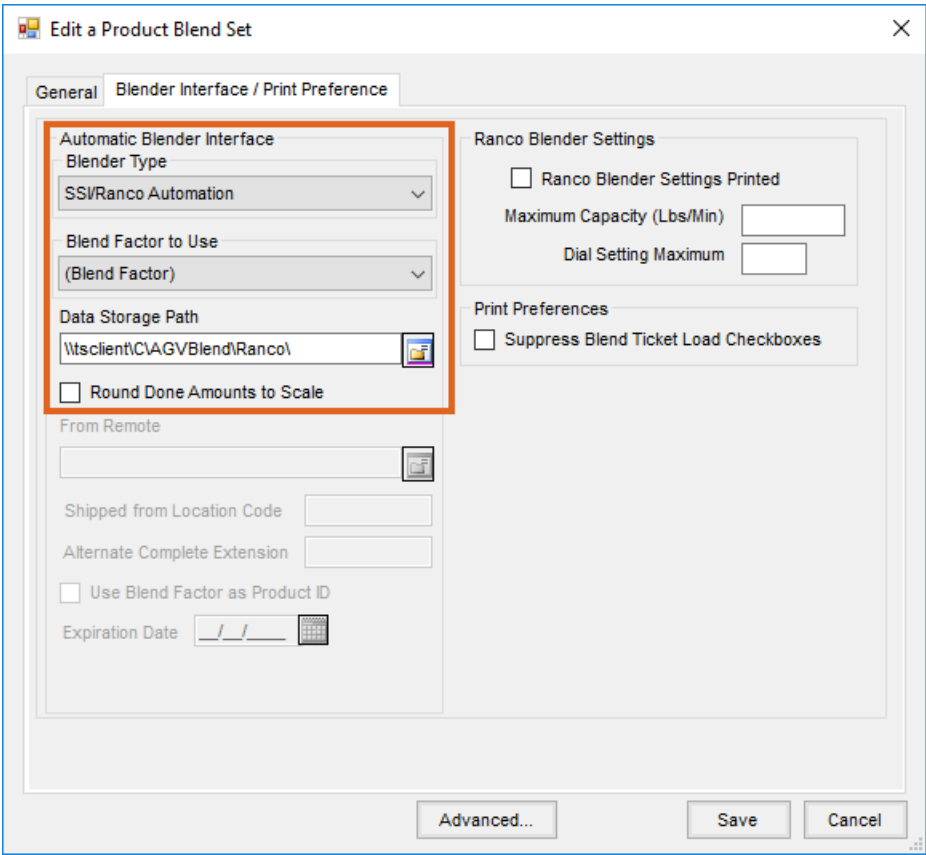 Edit a Product Blend Set
General
Blender Interface / Print Preference
Automatic Blender Interface
Blender Type
SSI/Ranco Automation
Blend Factor to Use
(Blend Factor)
Data Storage Path
\\tsclient\C\AGVBlend\Ranco\
Round Done Amounts to Scale
From Remote
Shipped from Location Code
Alternate Complete Extension
Use Blend Factor as Product ID
Expiration Date __/__/____
Ranco Blender Settings
Ranco Blender Settings Printed
Maximum Capacity (Lbs/Min)
Dial Setting Maximum
Print Preferences
Suppress Blend Ticket Load Checkboxes
Advanced...
Save
Cancel